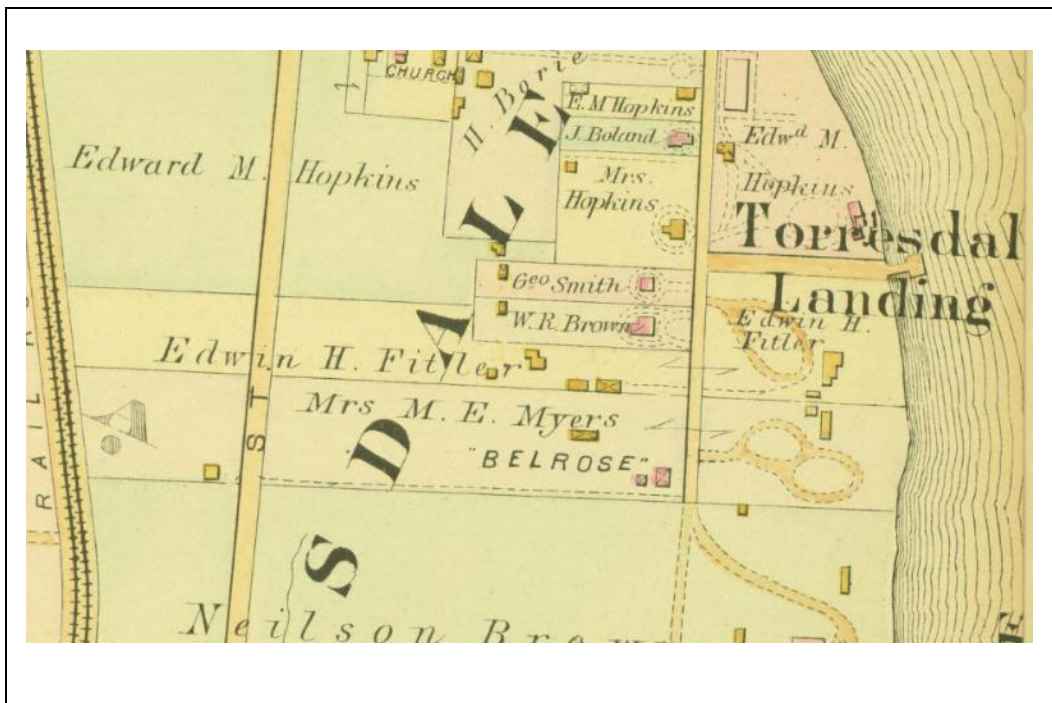 CHURCH
H. Borie
E. M Hopkins
J. Boland
Edwd M.
Hopkins
Mrs.
Hopkins
Edward M. Hopkins
Torresdal
Landing
Geo Smith
W. R. Brown
Edwin H.
Fitler
Edwin H. Fitler
Mrs M. E. Myers
"BELROSE"
RAIL
ST
SDALE
Neilson